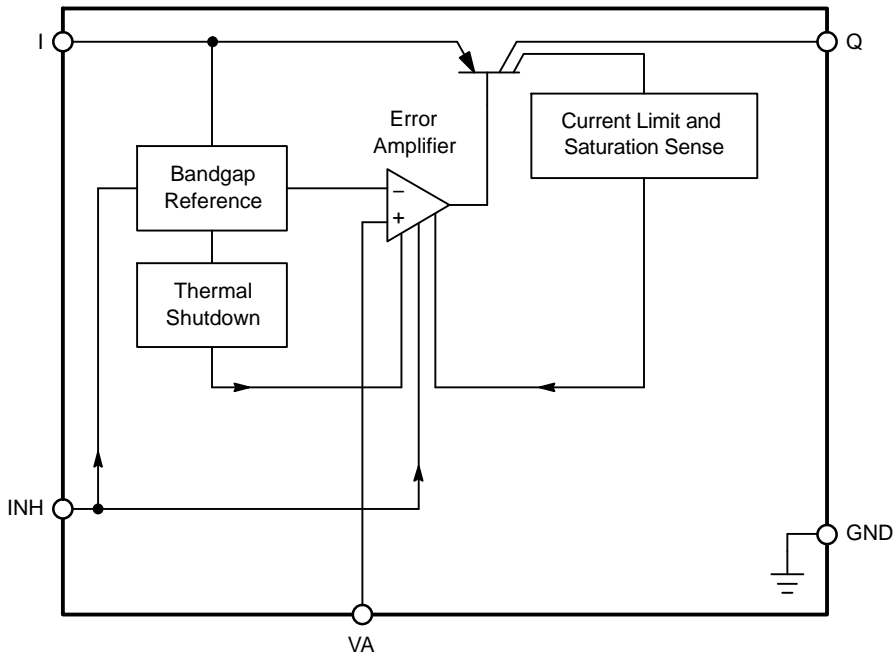 I
Q
Error
Amplifier
Current Limit and
Saturation Sense
Bandgap
Reference
−
+
Thermal
Shutdown
INH
GND
VA